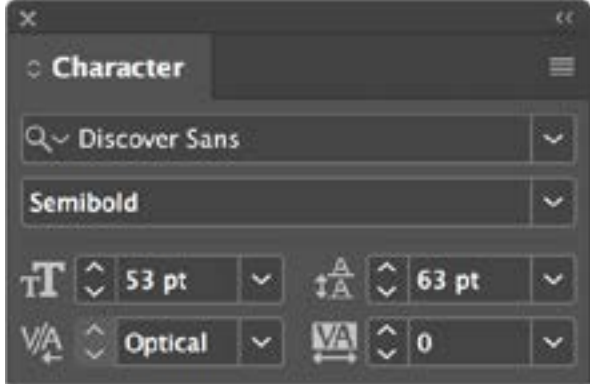 Character
Discover Sans
Semibold
53 pt 63 pt
Optical 0